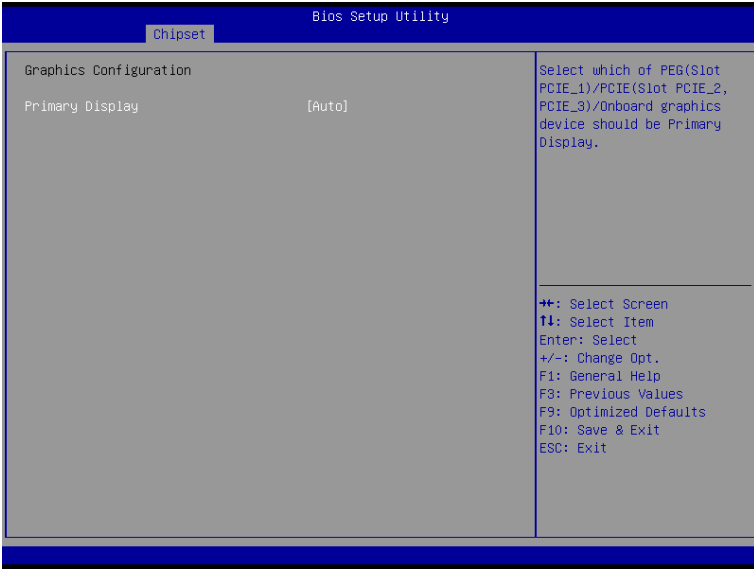 Bios Setup Utility
Chipset
Graphics Configuration
Primary Display [Auto]
Select which of PEG(Slot
PCIE_1)/PCIE(Slot PCIE_2,
PCIE_3)/Onboard graphics
device should be Primary
Display.
→←: Select Screen
↑↓: Select Item
Enter: Select
+/-: Change Opt.
F1: General Help
F3: Previous Values
F9: Optimized Defaults
F10: Save & Exit
ESC: Exit